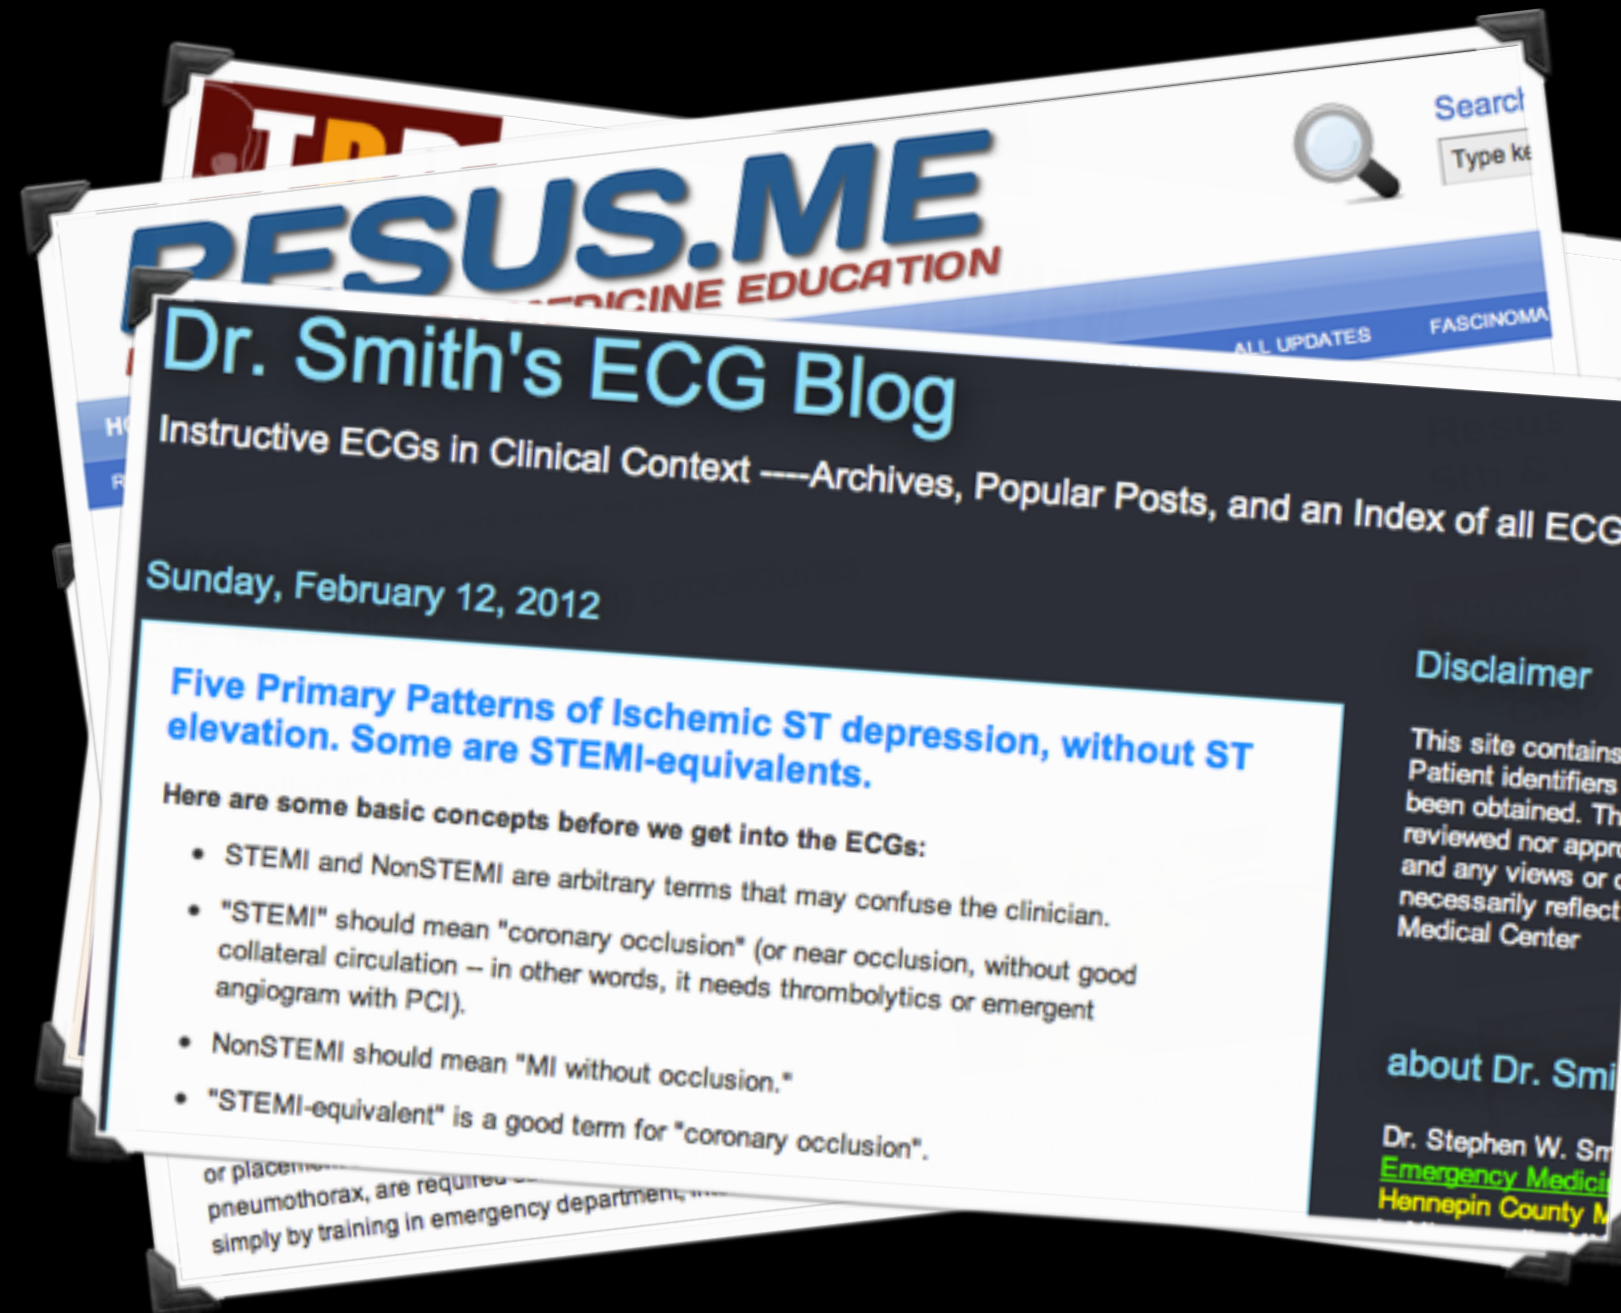 RESUS.ME
MEDICINE EDUCATION
Search
Type ke
ALL UPDATES
FASCINOMA
Dr. Smith's ECG Blog
Instructive ECGs in Clinical Context ----Archives, Popular Posts, and an Index of all ECG
Sunday, February 12, 2012
Five Primary Patterns of Ischemic ST depression, without ST
elevation. Some are STEMI-equivalents.
Here are some basic concepts before we get into the ECGs:
• STEMI and NonSTEMI are arbitrary terms that may confuse the clinician.
• "STEMI" should mean "coronary occlusion" (or near occlusion, without good
collateral circulation -- in other words, it needs thrombolytics or emergent
angiogram with PCI).
• NonSTEMI should mean "MI without occlusion."
• "STEMI-equivalent" is a good term for "coronary occlusion".
Disclaimer
This site contains
Patient identifiers
been obtained. Th
reviewed nor appro
and any views or o
necessarily reflect
Medical Center
about Dr. Smi
Dr. Stephen W. Sm
Emergency Medici
Hennepin County M
or
pneumothorax, are required
simply by training in emergency department,